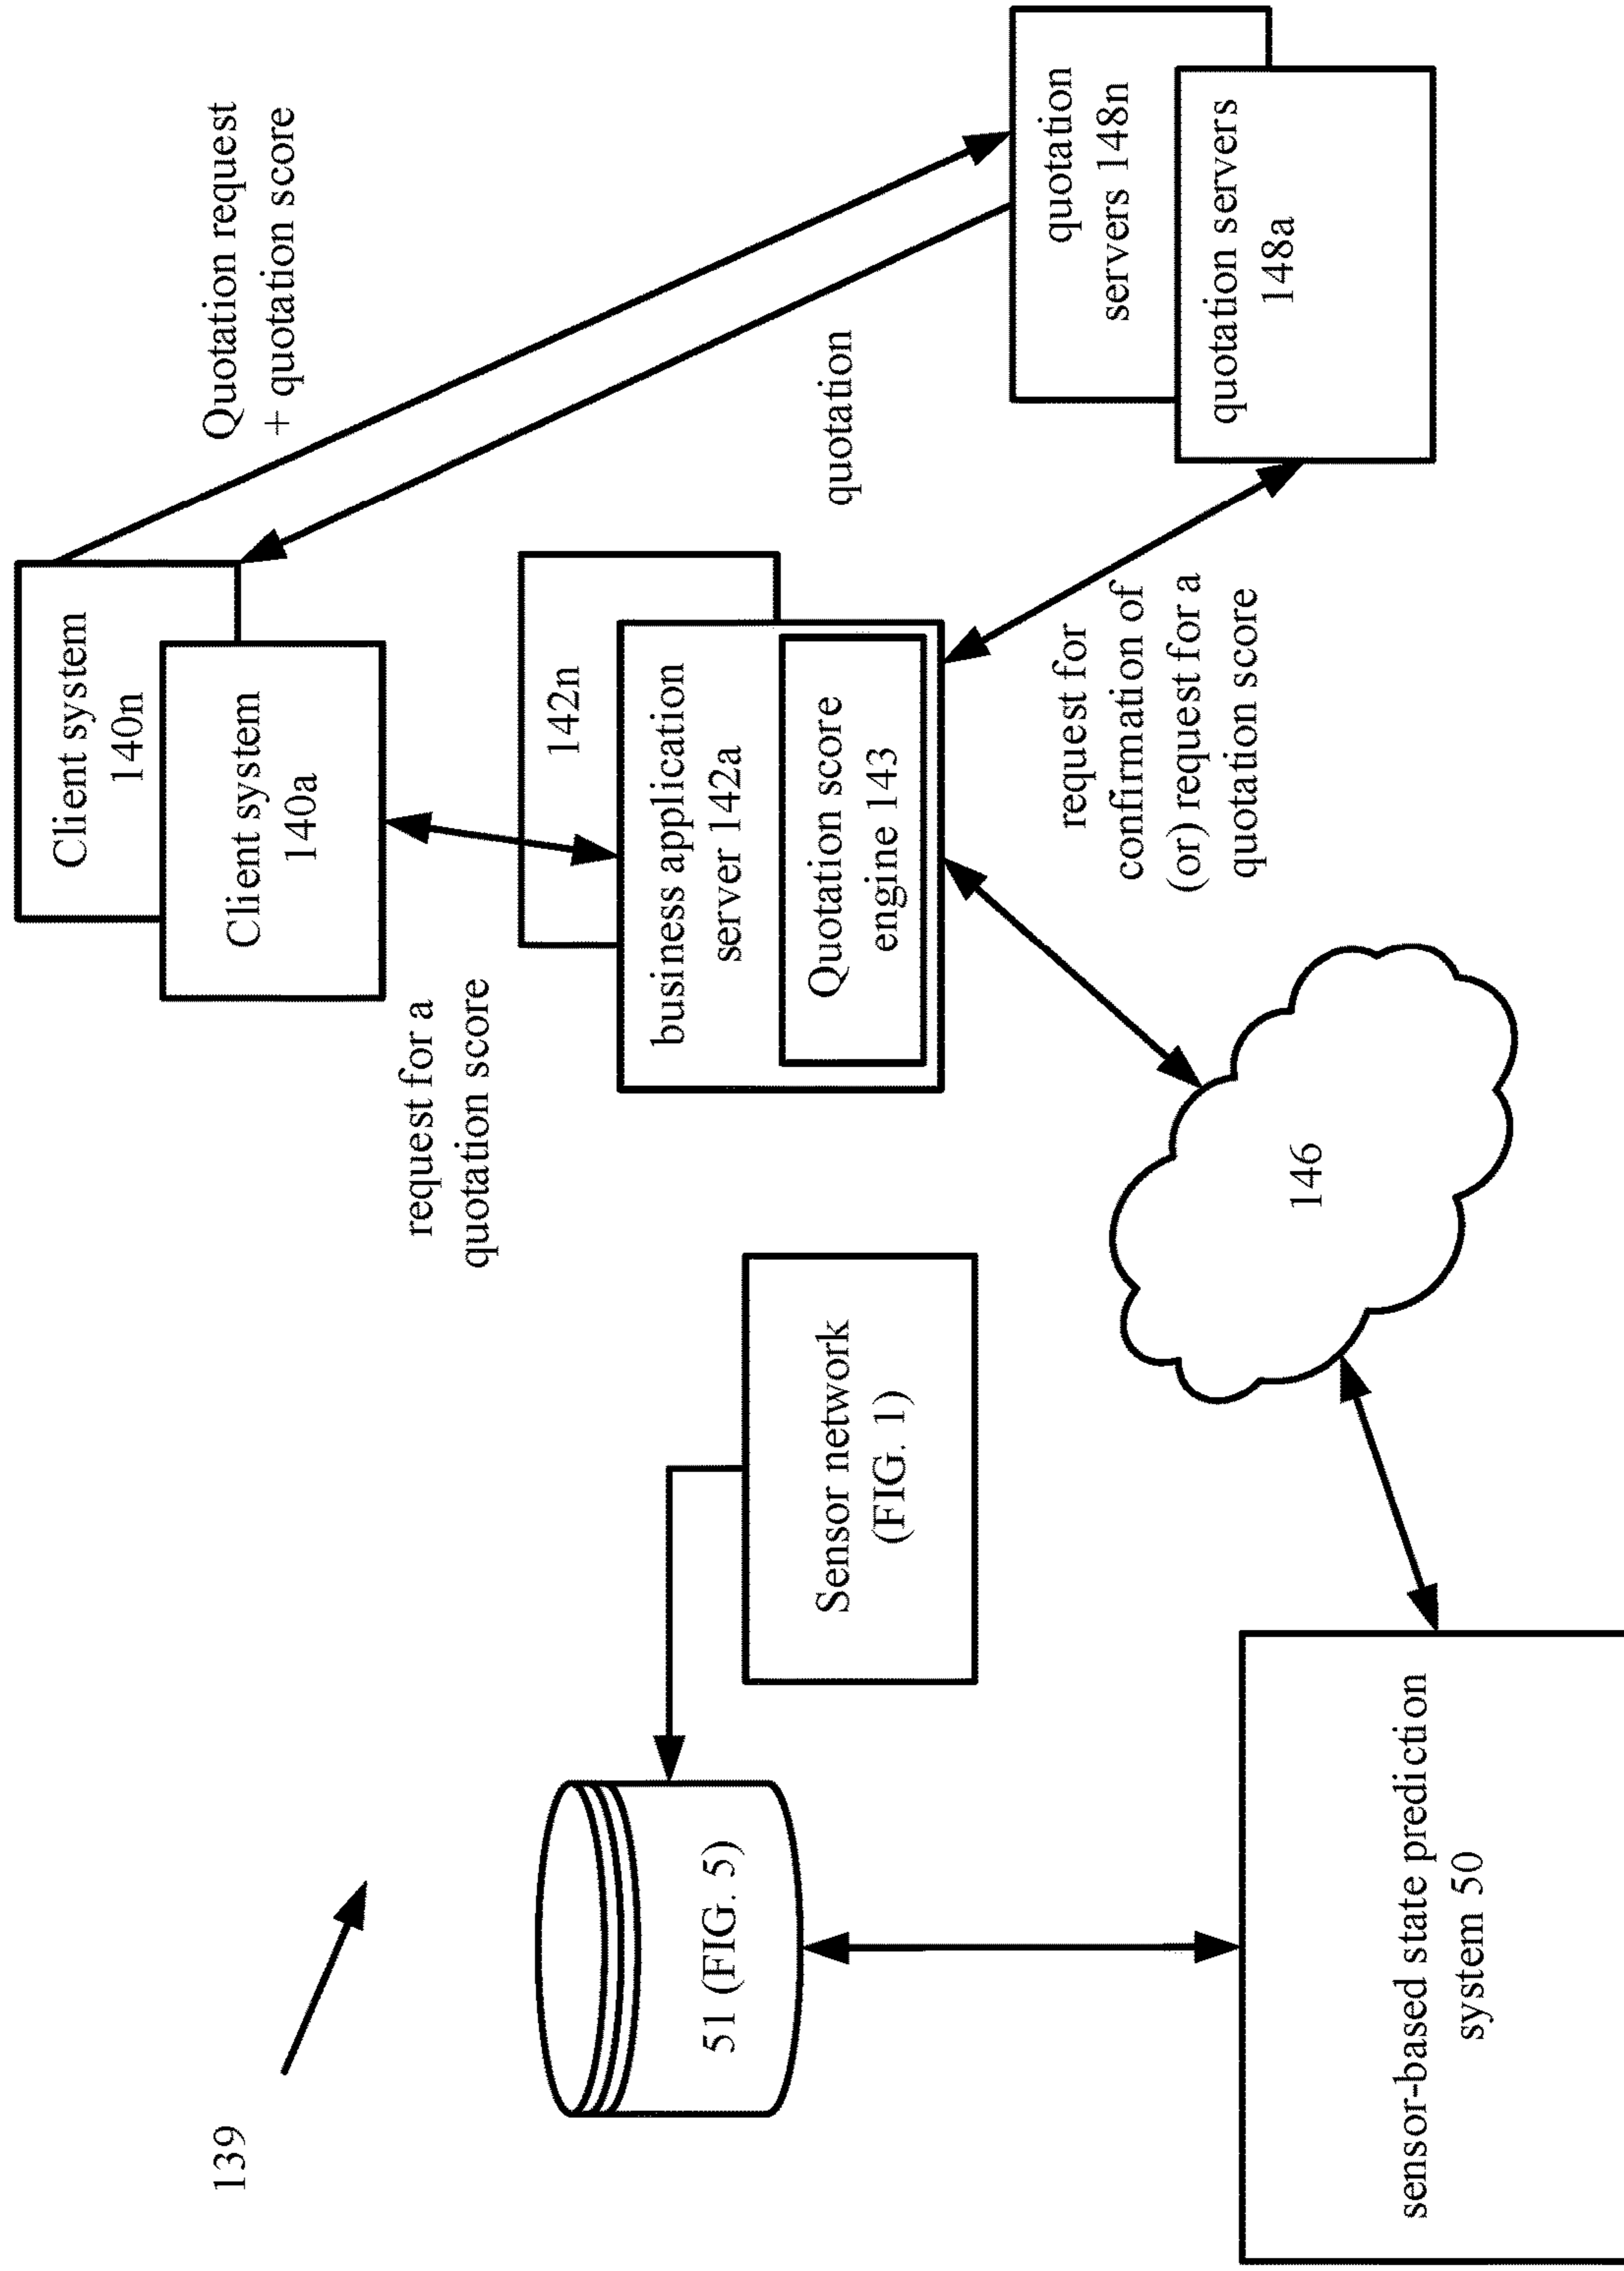 139
Client system
140n
Client system
140a
Quotation request
+ quotation score
request for a
quotation score
142n
business application
server 142a
Quotation score
engine 143
quotation
quotation
servers 148n
quotation servers
148a
request for
confirmation of
(or) request for a
quotation score
51 (FIG. 5)
Sensor network
(FIG. 1)
146
sensor-based state prediction
system 50